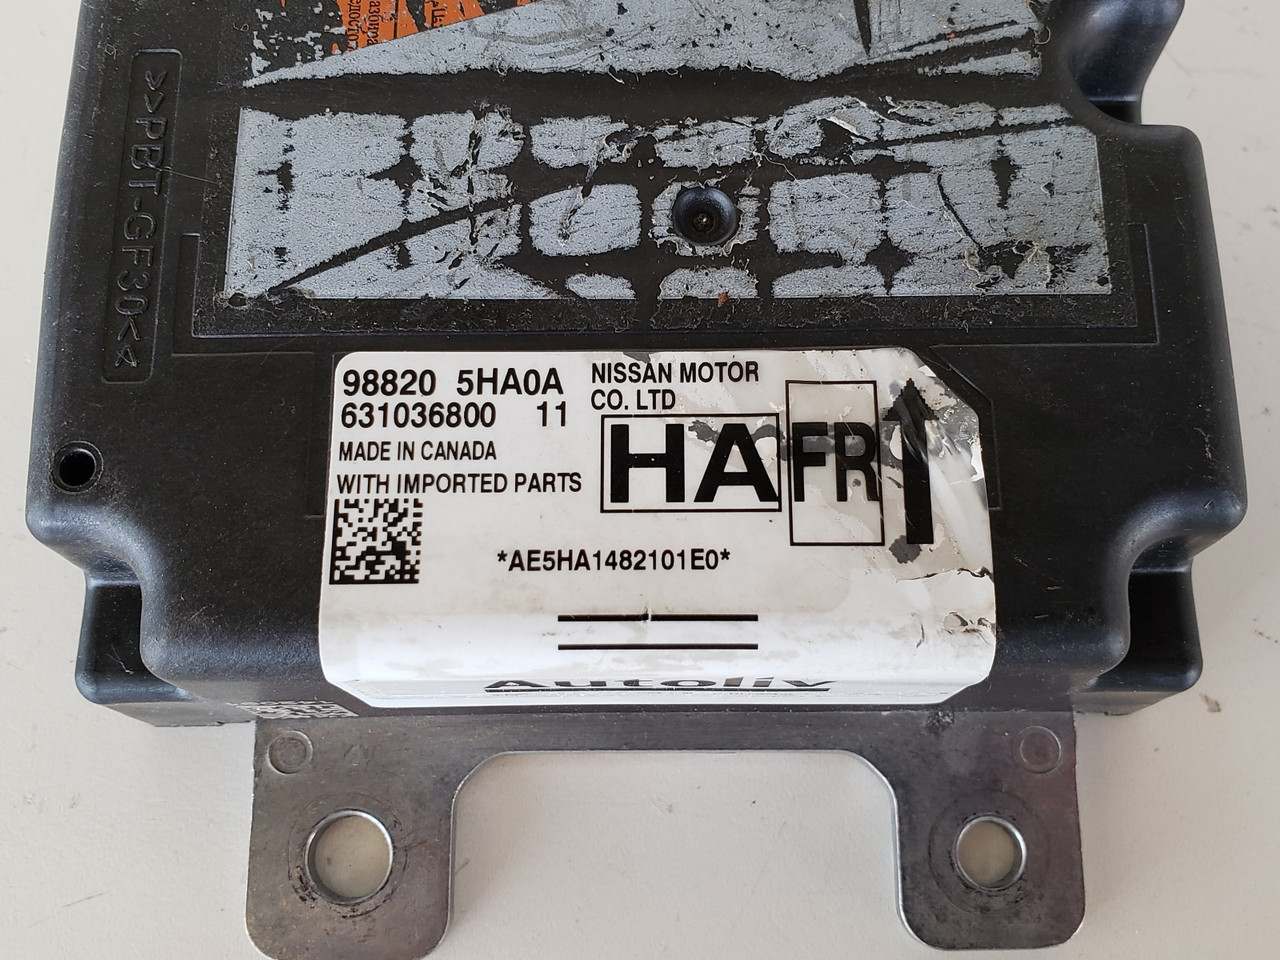 >>PBT-GF30<<
98820 5HA0A
631036800 11
MADE IN CANADA
WITH IMPORTED PARTS
NISSAN MOTOR
CO. LTD
HA
FR
*AE5HA1482101E0*
Autoliv